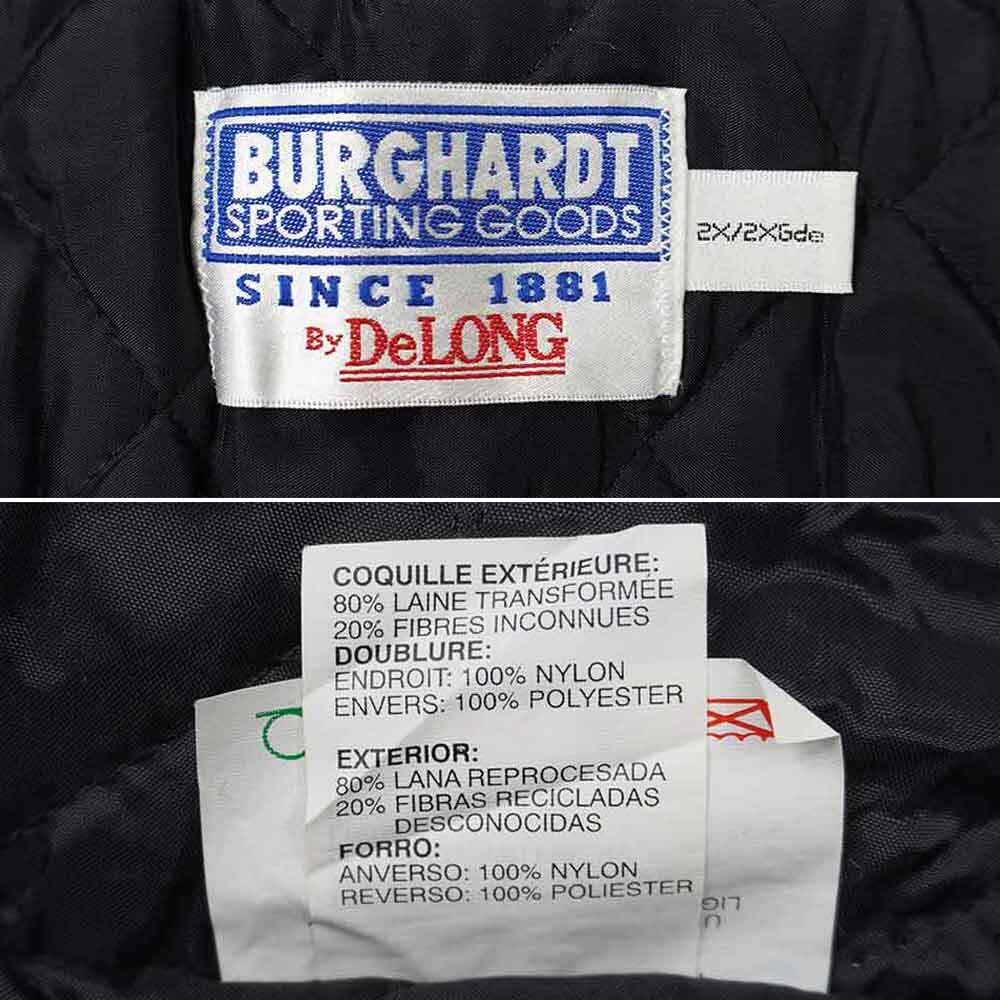 BURGHARDT
SPORTING GOODS
SINCE 1881
By DeLONG
2X/2XGde
COQUILLE EXTÉRIEURE:
80% LAINE TRANSFORMÉE
20% FIBRES INCONNUES
DOUBLURE:
ENDROIT: 100% NYLON
ENVERS: 100% POLYESTER
EXTERIOR:
80% LANA REPROCESADA
20% FIBRAS RECICLADAS
DESCONOCIDAS
FORRO:
ANVERSO: 100% NYLON
REVERSO: 100% POLIESTER